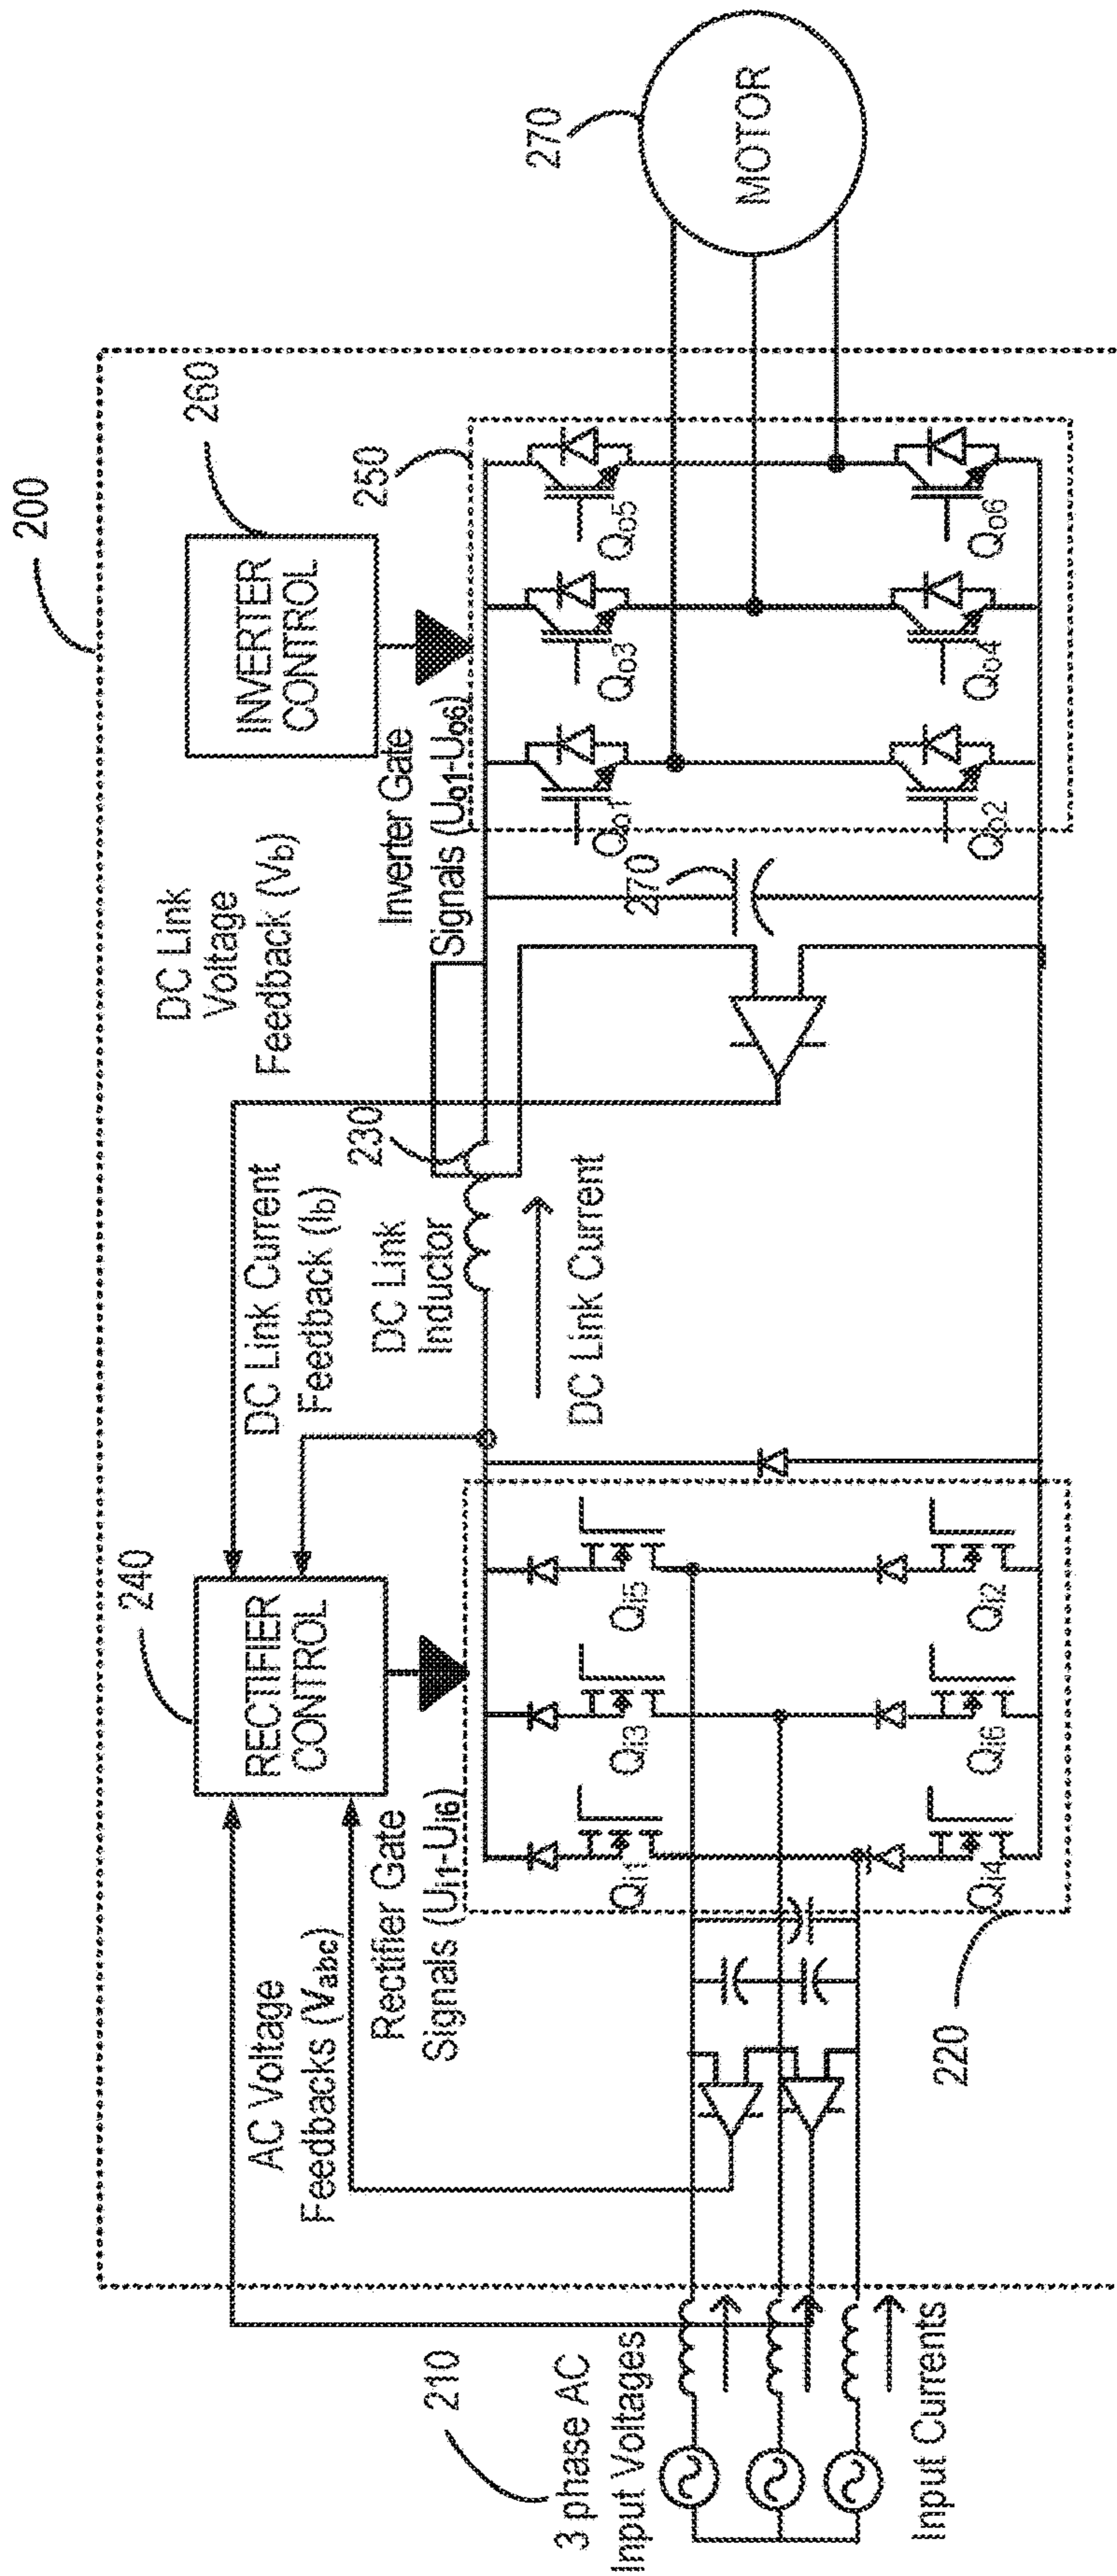 200
210
3 phase AC
Input Voltages
Input Currents
AC Voltage
Feedbacks (Vabc)
240
RECTIFIER
CONTROL
Rectifier Gate
Signals (Ui1-Ui6)
220
Qi1
Qi3
Qi5
Qi4
Qi6
Qi2
DC Link Current
Feedback (Ib)
DC Link
Inductor
230
DC Link Current
DC Link
Voltage
Feedback (Vb)
260
INVERTER
CONTROL
Inverter Gate
Signals (Uo1-Uo6)
250
270
Qo1
Qo3
Qo5
Qo2
Qo4
Qo6
270
MOTOR